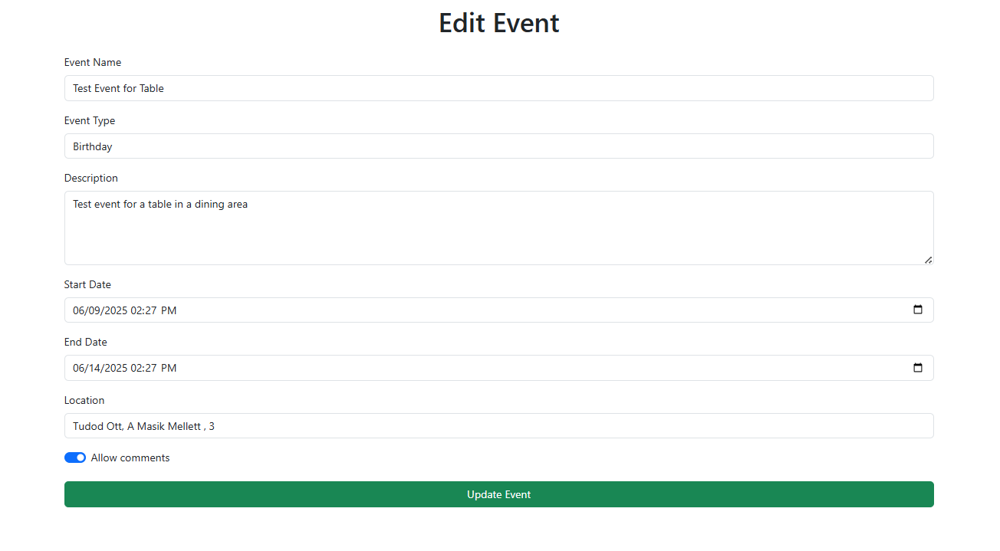 Edit Event
Event Name
Test Event for Table
Event Type
Birthday
Description
Test event for a table in a dining area
Start Date
06/09/2025 02:27 PM
End Date
06/14/2025 02:27 PM
Location
Tudod Ott, A Masik Mellett , 3
Allow comments
Update Event